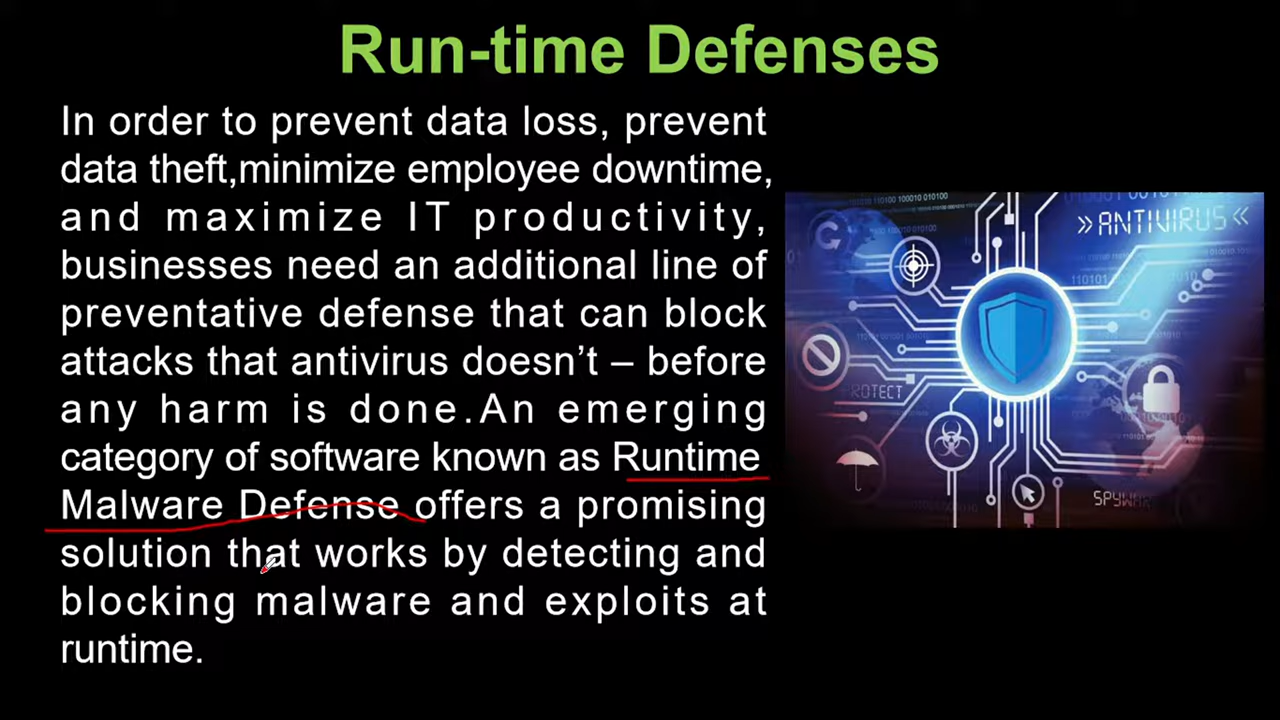 Run-time Defenses
In order to prevent data loss, prevent
data theft,minimize employee downtime,
and maximize IT productivity,
businesses need an additional line of
preventative defense that can block
attacks that antivirus doesn’t – before
any harm is done.An emerging
category of software known as Runtime
Malware Defense offers a promising
solution that works by detecting and
blocking malware and exploits at
runtime.
»ANTIVIRUS«
PROTECT
SPYWAR